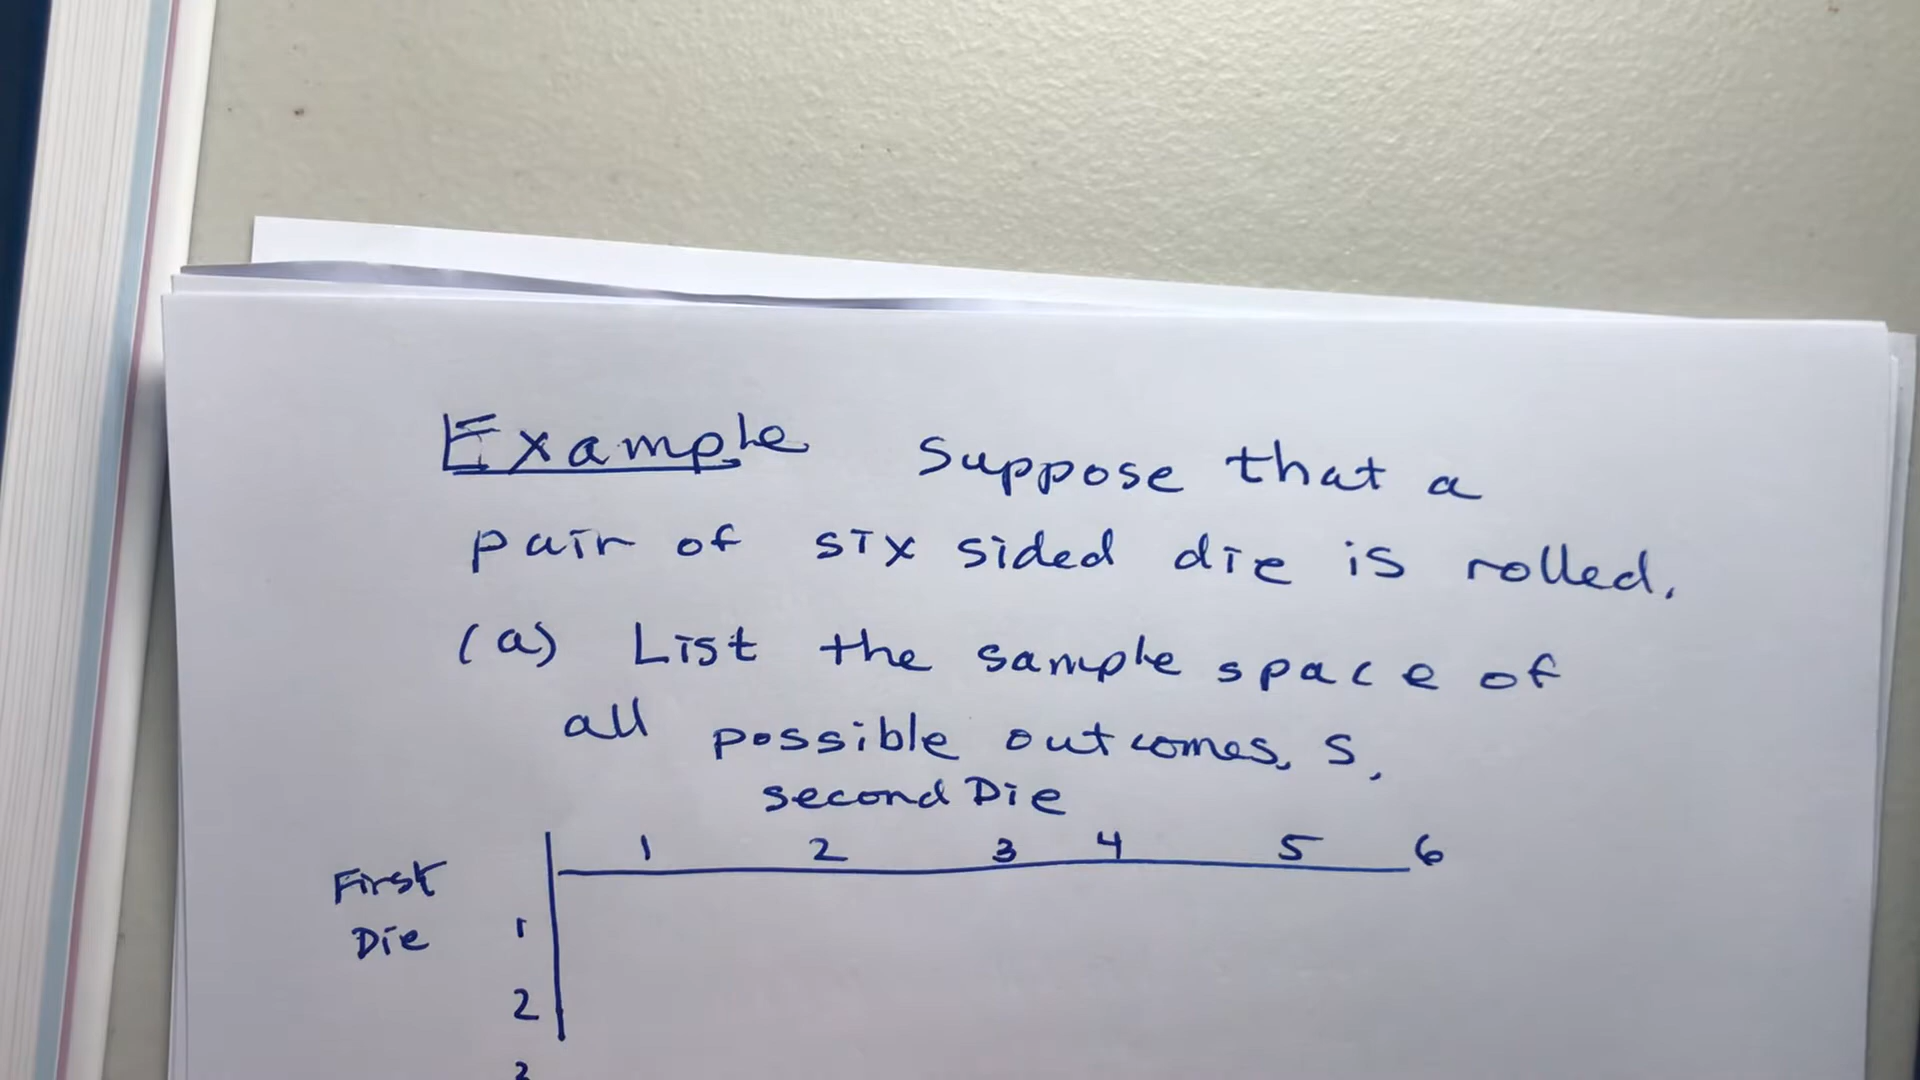 Example Suppose that a
pair of six sided die is rolled.
(a) List the sample space of
all possible outcomes, S.
second Die
1 2 3 4 5 6
First
Die 1
2
3